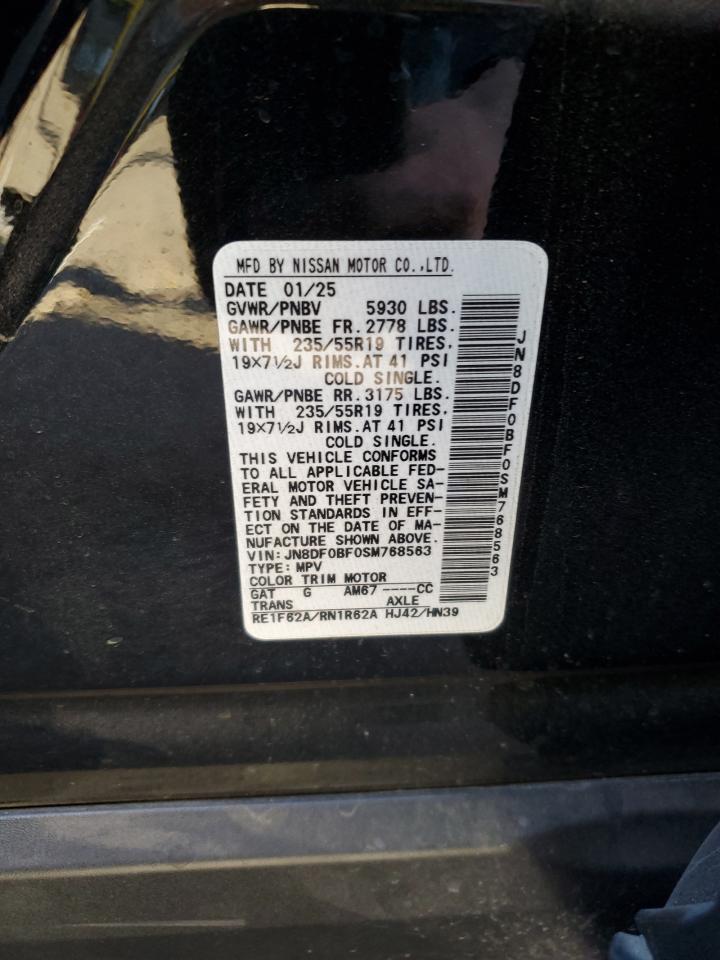 MFD BY NISSAN MOTOR CO.,LTD.
DATE 01/25
GVWR/PNBV 5930 LBS.
GAWR/PNBE FR. 2778 LBS.
WITH 235/55R19 TIRES,
19×7½J RIMS.AT 41 PSI
COLD SINGLE.
GAWR/PNBE RR. 3175 LBS.
WITH 235/55R19 TIRES,
19×7½J RIMS.AT 41 PSI
COLD SINGLE.
THIS VEHICLE CONFORMS
TO ALL APPLICABLE FED-
ERAL MOTOR VEHICLE SA-
FETY AND THEFT PREVEN-
TION STANDARDS IN EFF-
ECT ON THE DATE OF MA-
NUFACTURE SHOWN ABOVE.
VIN: JN8DF0BF0SM768563
TYPE: MPV
COLOR TRIM MOTOR
GAT G AM67 ----CC
TRANS AXLE
RE1F62A/RN1R62A HJ42/HN39
JN8DF0BF0SM768563